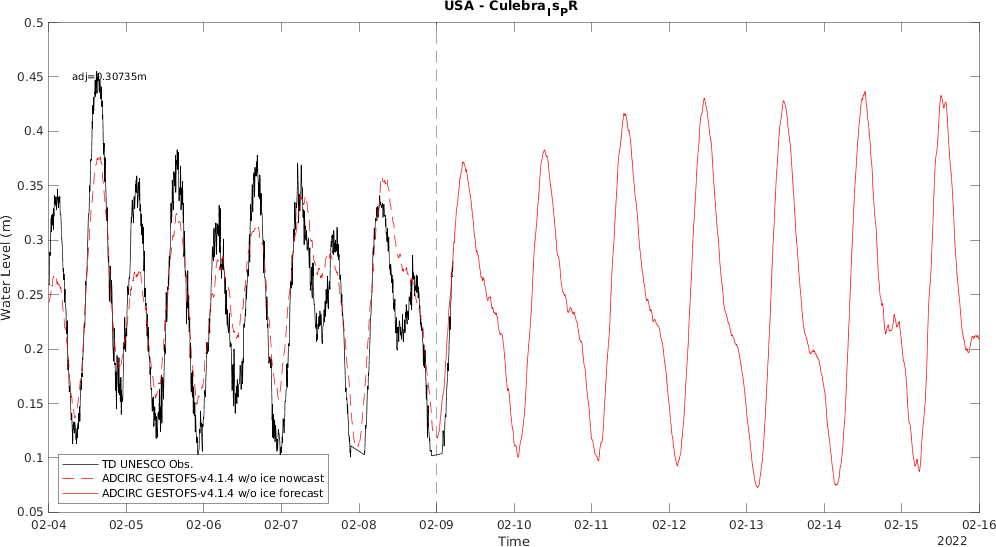 USA - CulebraIsPR
0.5
0.45
0.4
0.35
0.3
0.25
0.2
0.15
0.1
0.05
Water Level (m)
adj=0.30735m
TD UNESCO Obs.
ADCIRC GESTOFS-v4.1.4 w/o ice nowcast
ADCIRC GESTOFS-v4.1.4 w/o ice forecast
02-04 02-05 02-06 02-07 02-08 02-09 02-10 02-11 02-12 02-13 02-14 02-15 02-16
Time
2022